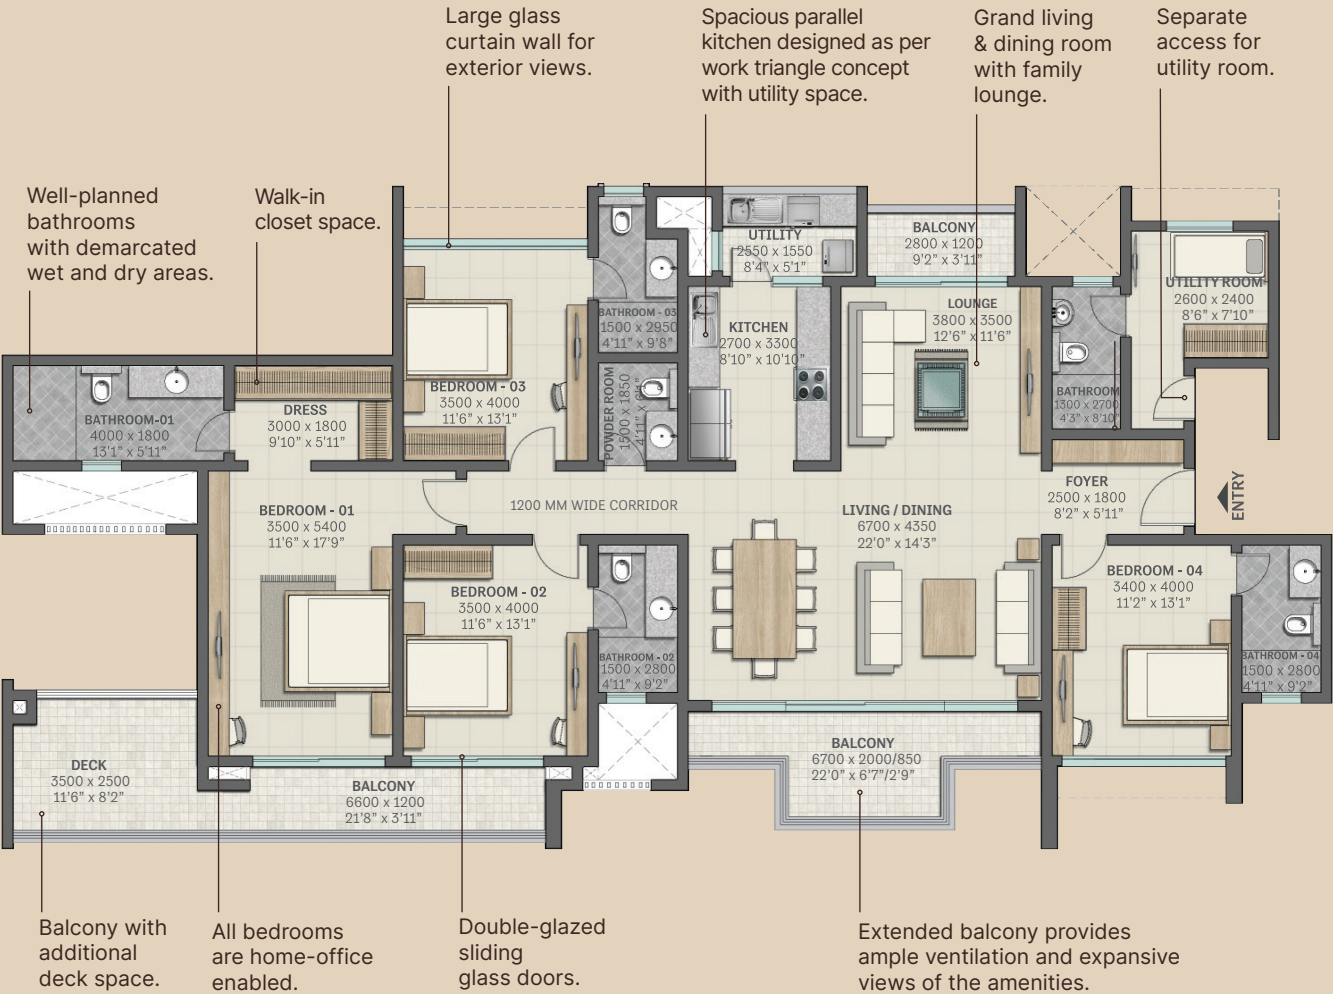 Large glass
curtain wall for
exterior views.
Spacious parallel
kitchen designed as per
work triangle concept
with utility space.
Grand living
& dining room
with family
lounge.
Separate
access for
utility room.
Well-planned
bathrooms
with demarcated
wet and dry areas.
Walk-in
closet space.
UTILITY
2550 x 1550
8'4" x 5'1"
BALCONY
2800 x 1200
9'2" x 3'11"
UTILITY ROOM
2600 x 2400
8'6" x 7'10"
BATHROOM - 03
1500 x 2950
4'11" x 9'8"
KITCHEN
2700 x 3300
8'10" x 10'10"
LOUNGE
3800 x 3500
12'6" x 11'6"
BEDROOM - 03
3500 x 4000
11'6" x 13'1"
POWDER ROOM
1500 x 1850
4'11" x 6'1"
BATHROOM
1300 x 2700
4'3" x 8'10"
BATHROOM-01
4000 x 1800
13'1" x 5'11"
DRESS
3000 x 1800
9'10" x 5'11"
BEDROOM - 01
3500 x 5400
11'6" x 17'9"
1200 MM WIDE CORRIDOR
LIVING / DINING
6700 x 4350
22'0" x 14'3"
FOYER
2500 x 1800
8'2" x 5'11"
ENTRY
BEDROOM - 02
3500 x 4000
11'6" x 13'1"
BATHROOM - 02
1500 x 2800
4'11" x 9'2"
BEDROOM - 04
3400 x 4000
11'2" x 13'1"
BATHROOM - 04
1500 x 2800
4'11" x 9'2"
DECK
3500 x 2500
11'6" x 8'2"
BALCONY
6600 x 1200
21'8" x 3'11"
BALCONY
6700 x 2000/850
22'0" x 6'7"/2'9"
Balcony with
additional
deck space.
All bedrooms
are home-office
enabled.
Double-glazed
sliding
glass doors.
Extended balcony provides
ample ventilation and expansive
views of the amenities.